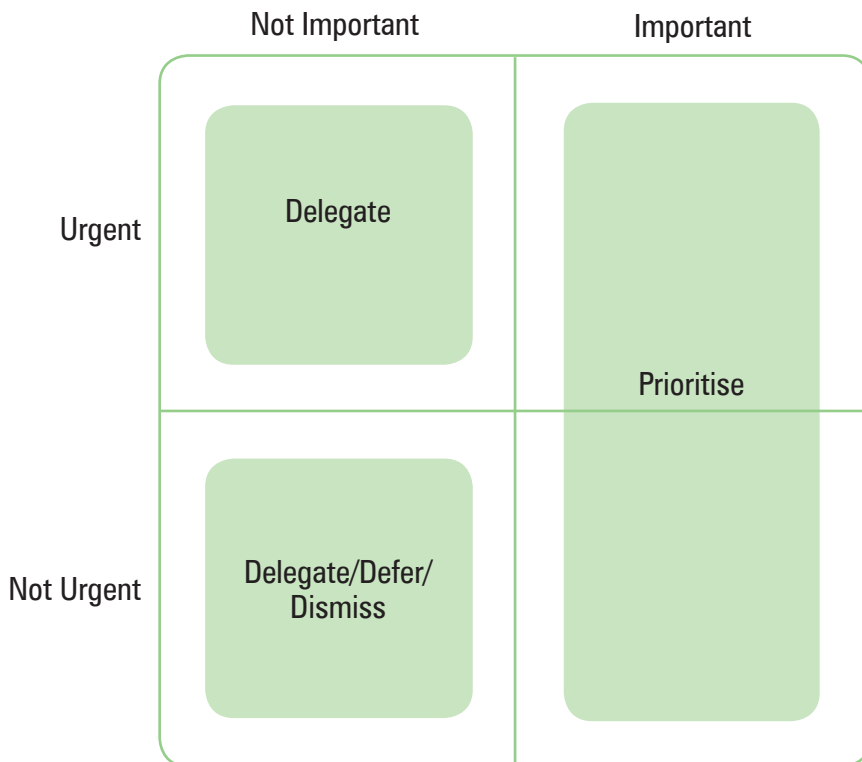 Not Important
Important
Urgent
Delegate
Prioritise
Not Urgent
Delegate/Defer/
Dismiss